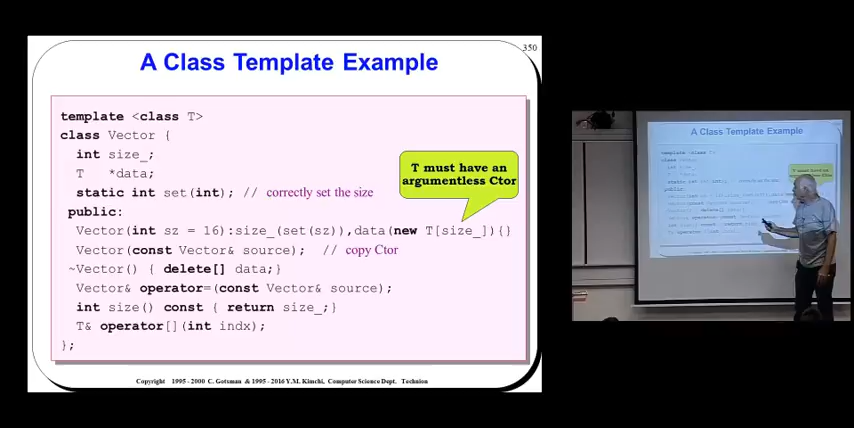 350
A Class Template Example
template <class T>
class Vector {
int size_;
T *data;
static int set(int); // correctly set the size
public:
Vector(int sz = 16):size_(set(sz)),data(new T[size_]){}
Vector(const Vector& source); // copy Ctor
~Vector() { delete[] data;}
Vector& operator=(const Vector& source);
int size() const { return size_;}
T& operator[](int indx);
};
T must have an
argumentless Ctor
Copyright 1995 - 2000 C. Gotsman & 1995 - 2016 Y.M. Kimchi, Computer Science Dept. Technion
A Class Template Example